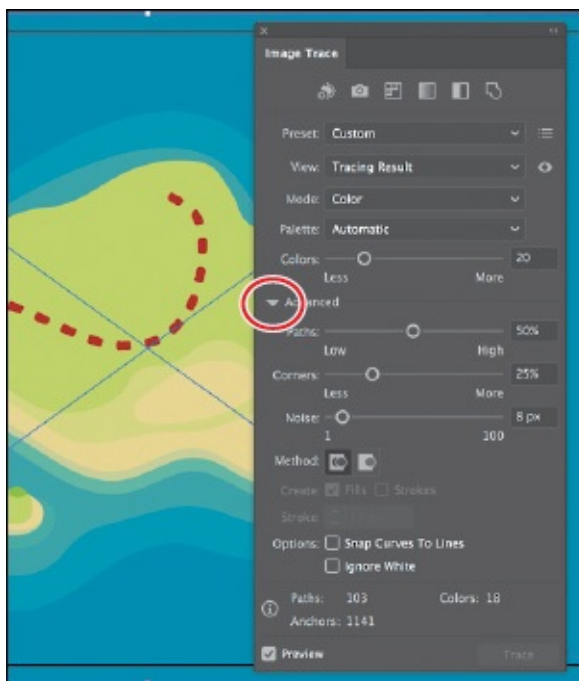 Image Trace
Preset: Custom
View: Tracing Result
Mode: Color
Palette: Automatic
Colors: 20
Less More
Advanced
Paths: 50%
Low High
Corners: 25%
Less More
Noise: 8 px
1 100
Method:
Create: Fills Strokes
Stroke:
Options: Snap Curves To Lines
Ignore White
Paths: 103 Colors: 18
Anchors: 1141
Preview Trace